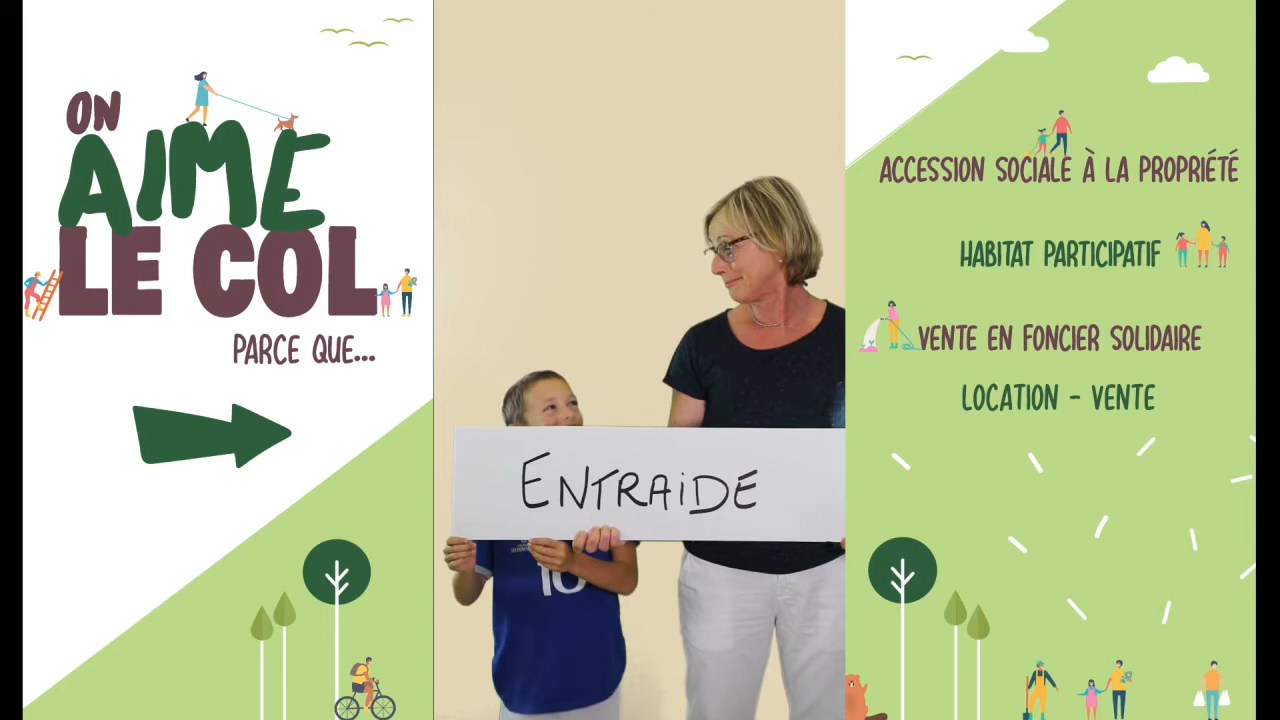 ON
AIME
LE COL
PARCE QUE...
ENTRAiDE
10
ACCESSION SOCIALE À LA PROPRIÉTÉ
HABITAT PARTICIPATIF
VENTE EN FONCIER SOLIDAIRE
LOCATION - VENTE